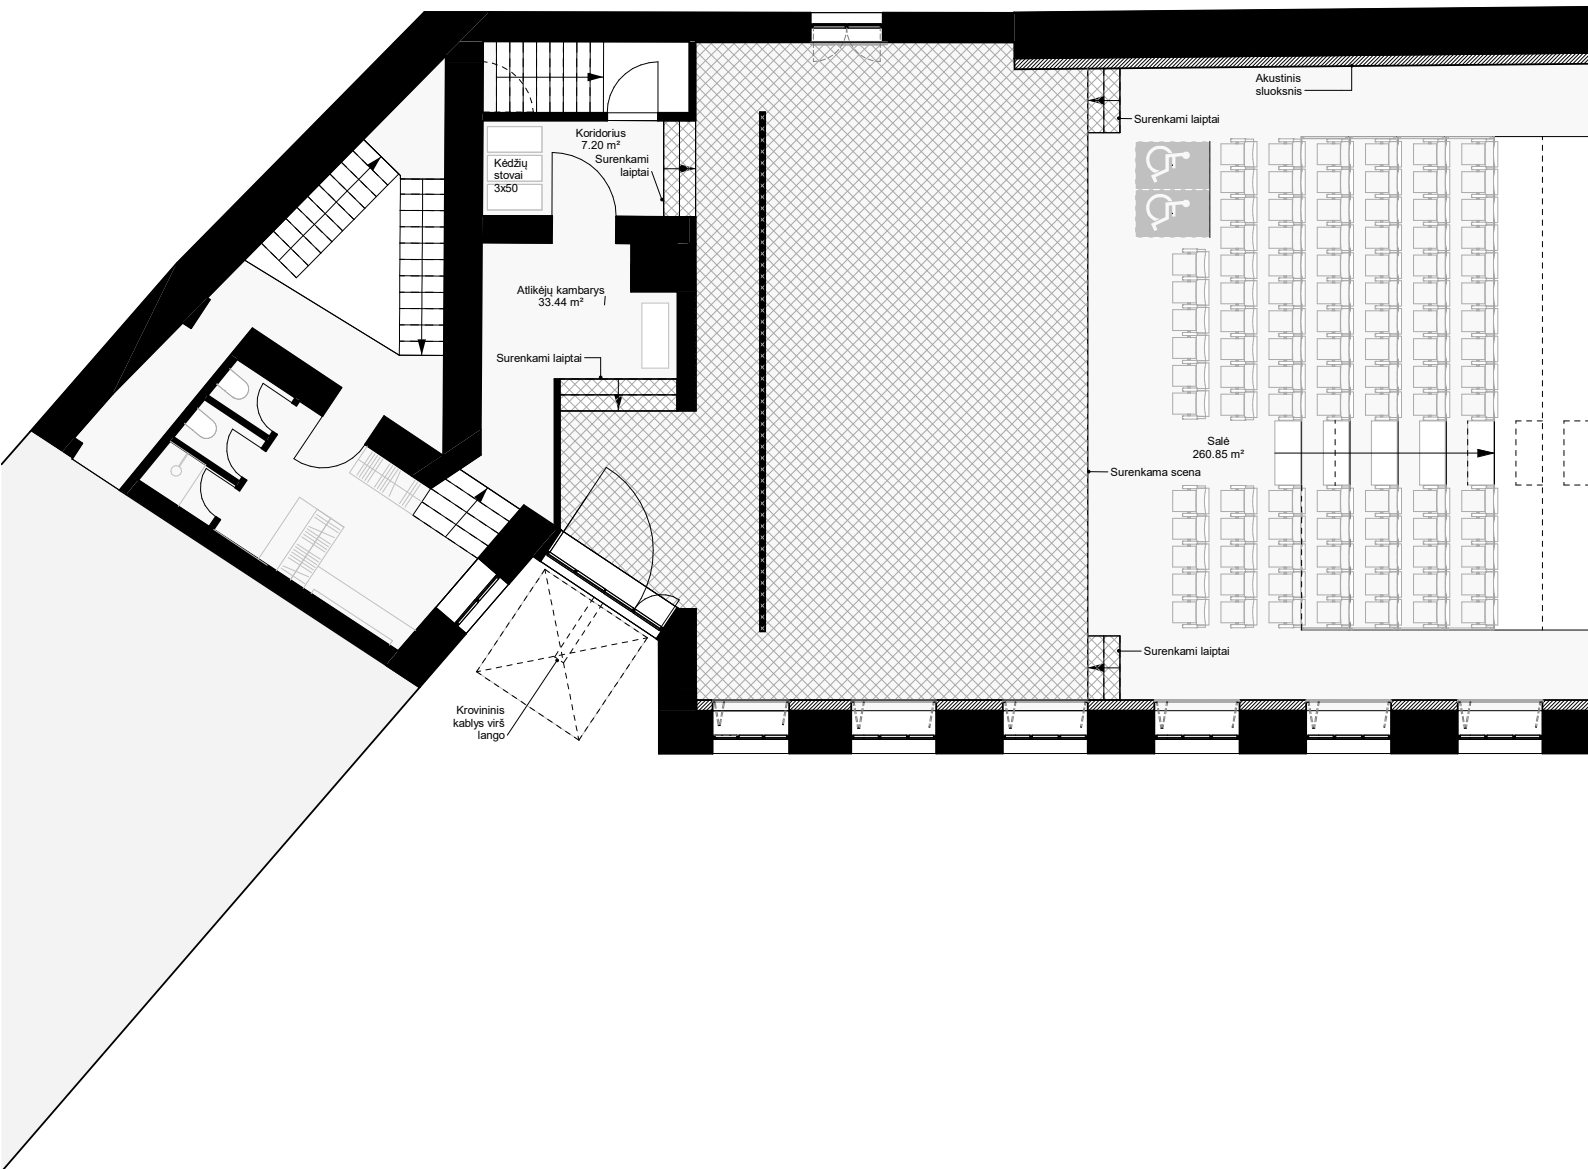 Akustinis
sluoksnis
Surenkami laiptai
Koridorius
7.20 m²
Surenkami
laiptai
Kėdžių
stovai
3x50
Atlikėjų kambarys
33.44 m²
Surenkami laiptai
Salė
260.85 m²
Surenkama scena
Surenkami laiptai
Krovininis
kablys virš
lango